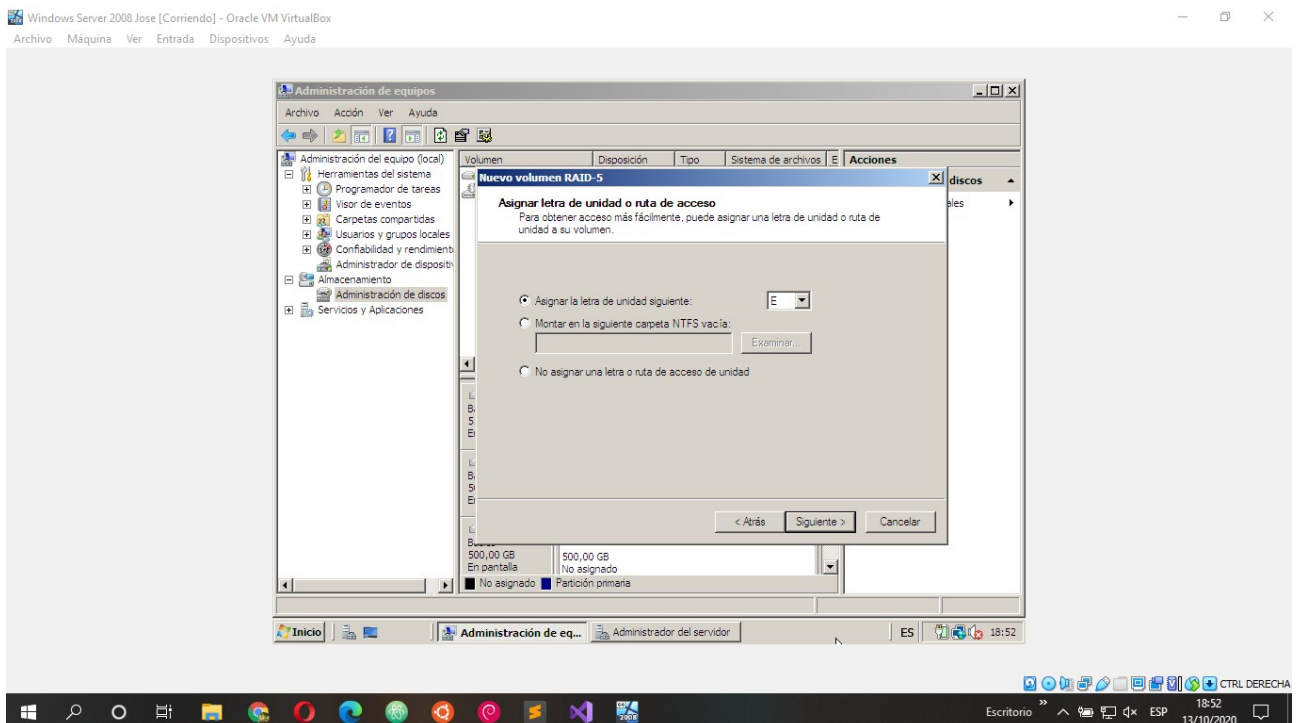 Windows Server 2008 Jose [Corriendo] - Oracle VM VirtualBox
Archivo Máquina Ver Entrada Dispositivos Ayuda
Administración de equipos
Archivo Acción Ver Ayuda
Administración del equipo (local)
Herramientas del sistema
Programador de tareas
Visor de eventos
Carpetas compartidas
Usuarios y grupos locales
Confiabilidad y rendimient
Administrador de dispositi
Almacenamiento
Administración de discos
Servicios y Aplicaciones
Volumen Disposición Tipo Sistema de archivos E Acciones
discos
ales
Nuevo volumen RAID-5
Asignar letra de unidad o ruta de acceso
Para obtener acceso más fácilmente, puede asignar una letra de unidad o ruta de
unidad a su volumen.
Asignar la letra de unidad siguiente: E
Montar en la siguiente carpeta NTFS vacía:
Examinar...
No asignar una letra o ruta de acceso de unidad
< Atrás Siguiente > Cancelar
500,00 GB
En pantalla
500,00 GB
No asignado
No asignado Partición primaria
Inicio Administración de eq... Administrador del servidor ES 18:52
CTRL DERECHA
Escritorio ESP 18:52
13/10/2020